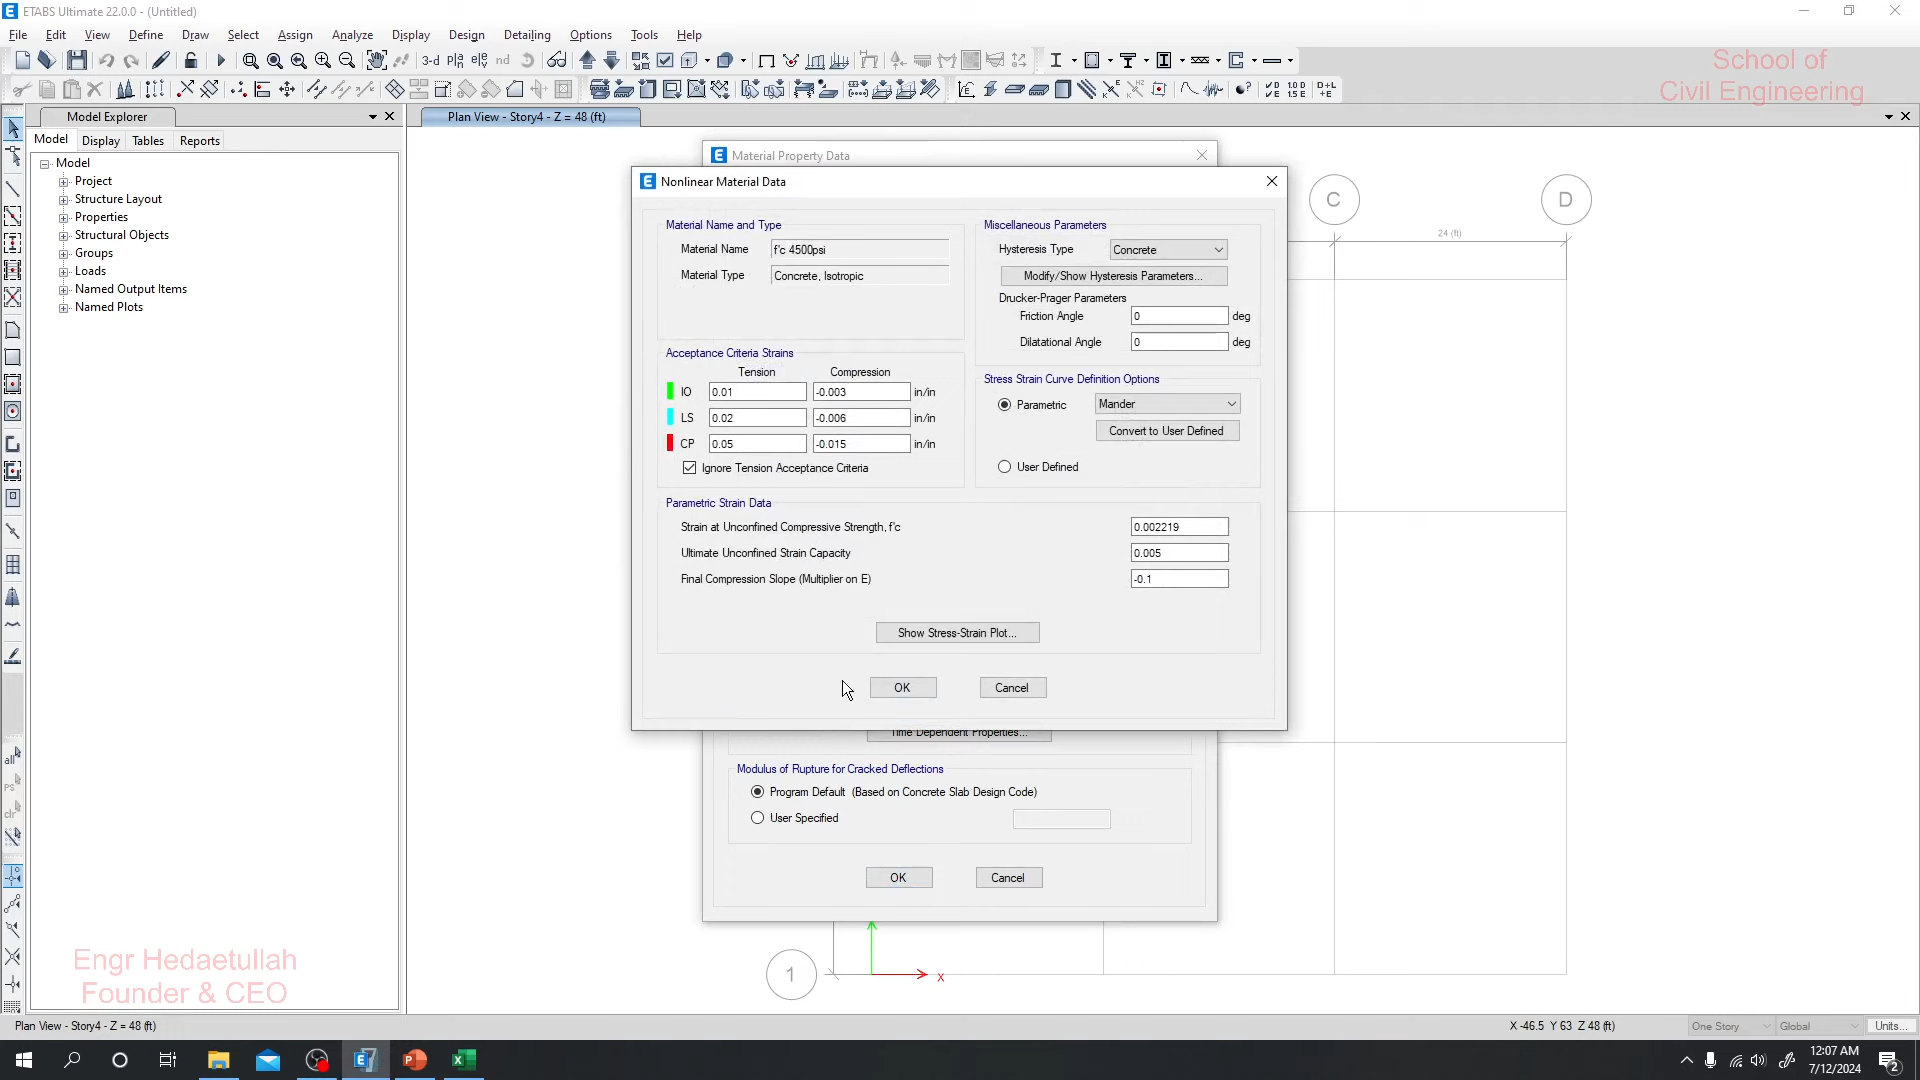 ETABS Ultimate 22.0.0 - (Untitled)
File Edit View Define Draw Select Assign Analyze Display Design Detailing Options Tools Help
3-d
nd
School of
Civil Engineering
Model Explorer
Plan View - Story4 - Z = 48 (ft)
Model Display Tables Reports
Model
Project
Structure Layout
Properties
Structural Objects
Groups
Loads
Named Output Items
Named Plots
Material Property Data
Nonlinear Material Data
Material Name and Type
Material Name f'c 4500psi
Material Type Concrete, Isotropic
Miscellaneous Parameters
Hysteresis Type Concrete
Modify/Show Hysteresis Parameters...
Drucker-Prager Parameters
Friction Angle 0 deg
Dilatational Angle 0 deg
Acceptance Criteria Strains
Tension Compression
IO 0.01 -0.003 in/in
LS 0.02 -0.006 in/in
CP 0.05 -0.015 in/in
Ignore Tension Acceptance Criteria
Stress Strain Curve Definition Options
Parametric Mander
Convert to User Defined
User Defined
Parametric Strain Data
Strain at Unconfined Compressive Strength, f'c 0.002219
Ultimate Unconfined Strain Capacity 0.005
Final Compression Slope (Multiplier on E) -0.1
Show Stress-Strain Plot...
OK Cancel
Time Dependent Properties...
Modulus of Rupture for Cracked Deflections
Program Default (Based on Concrete Slab Design Code)
User Specified
OK Cancel
C D
24 (ft)
1
X
all
ps
clr
Engr Hedaetullah
Founder & CEO
Plan View - Story4 - Z = 48 (ft)
X -46.5 Y 63 Z 48 (ft)
One Story Global Units...
12:07 AM
7/12/2024
2